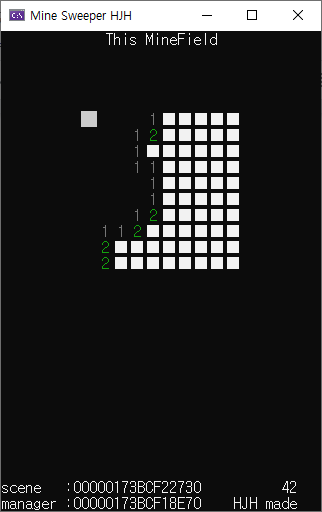 Mine Sweeper HJH
This MineField
1
1 2
1
1 1
1
1
1 2
1 1 2
2
2
scene :00000173BCF22730 42
manager :00000173BCF18E70 HJH made